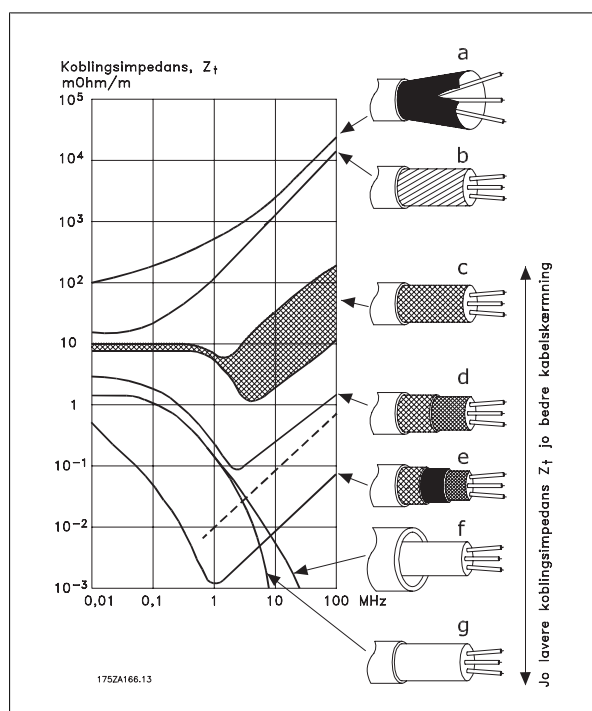 Koblingsimpedans, Zt
mOhm/m
10⁵
10⁴
10³
10²
10
1
10⁻¹
10⁻²
10⁻³
0,01 0,1 1 10 100 MHz
a
b
c
d
e
f
g
Jo lavere koblingsimpedans Zt jo bedre kabelskærmning
175ZA166.13